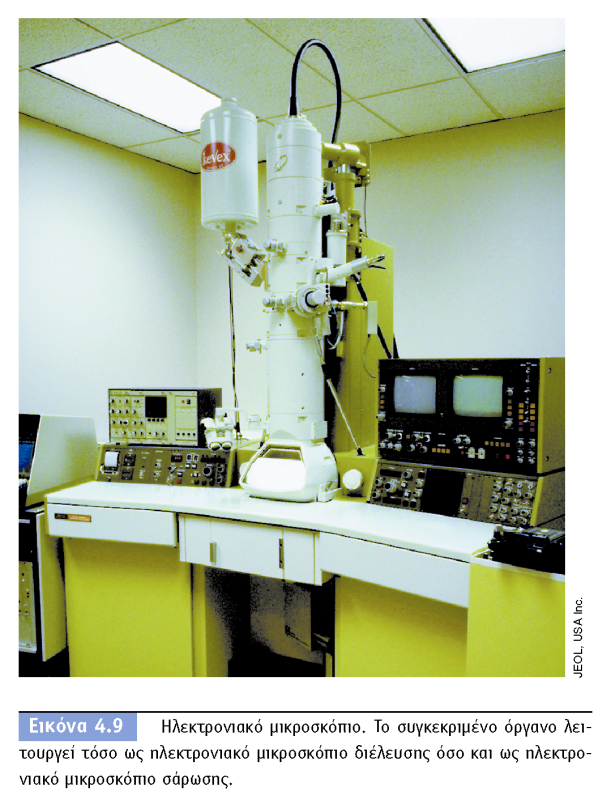 KeVex
JEOL, USA Inc.
Εικόνα 4.9 Ηλεκτρονιακό μικροσκόπιο. Το συγκεκριμένο όργανο λει-
τουργεί τόσο ως ηλεκτρονιακό μικροσκόπιο διέλευσης όσο και ως ηλεκτρο-
νιακό μικροσκόπιο σάρωσης.